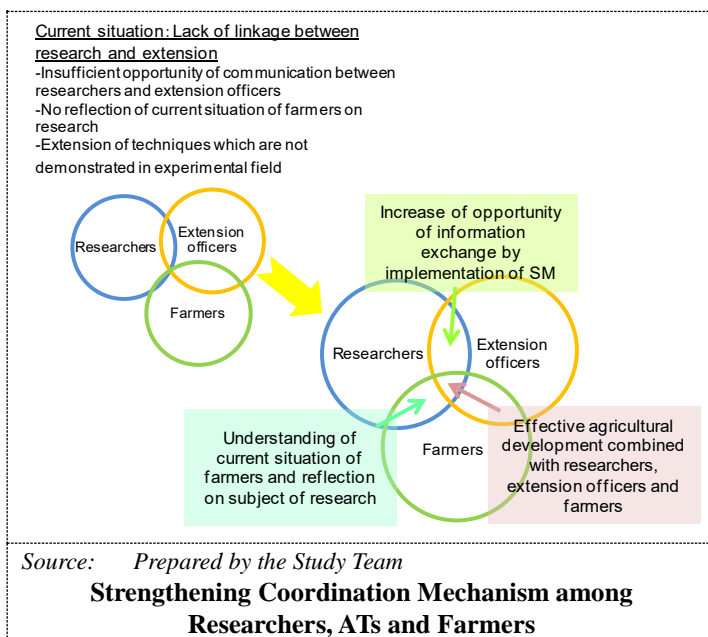 Current situation: Lack of linkage between
research and extension
-Insufficient opportunity of communication between
researchers and extension officers
-No reflection of current situation of farmers on
research
-Extension of techniques which are not
demonstrated in experimental field
Researchers
Extension
officers
Farmers
Increase of opportunity
of information
exchange by
implementation of SM
Researchers
Extension
officers
Farmers
Understanding of
current situation of
farmers and reflection
on subject of research
Effective agricultural
development combined
with researchers,
extension officers and
farmers
Source: Prepared by the Study Team
Strengthening Coordination Mechanism among
Researchers, ATs and Farmers